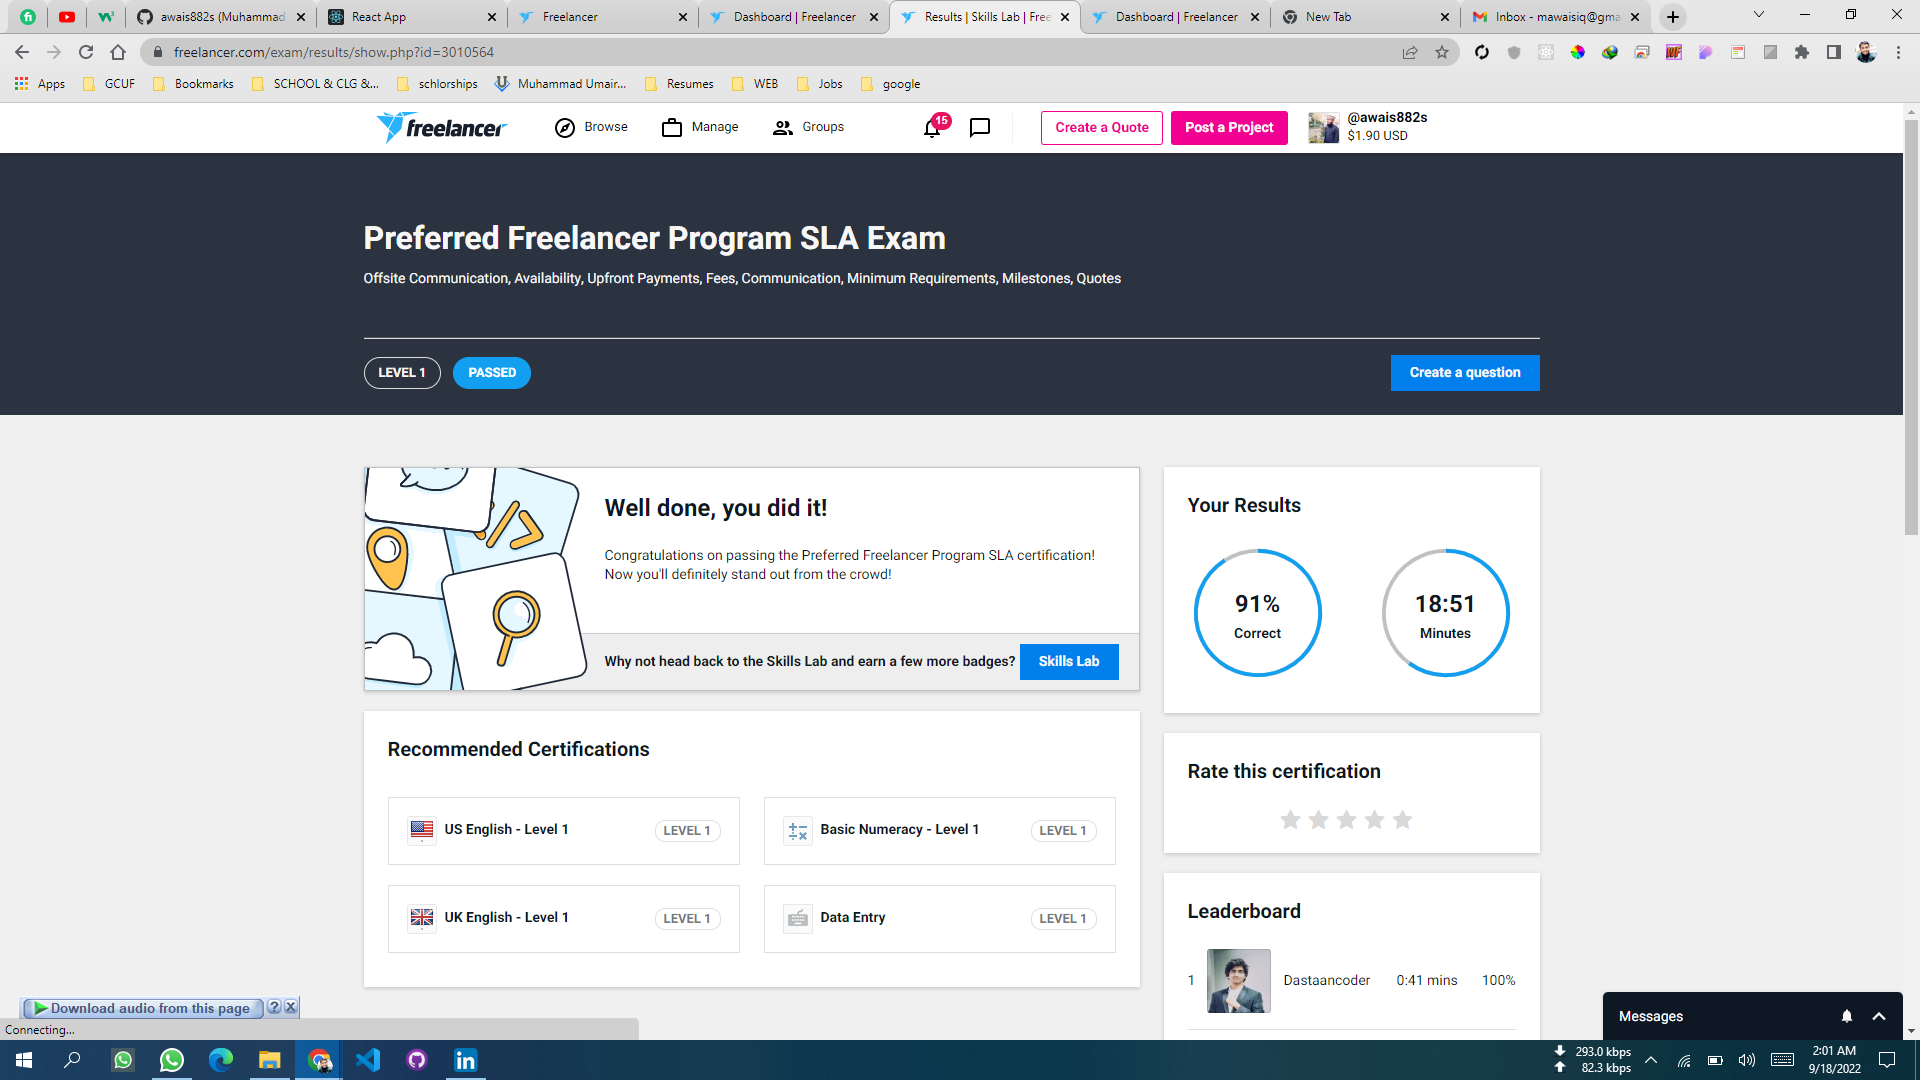 awais882s (Muhammad
React App
Freelancer
Dashboard | Freelancer
Results | Skills Lab | Free
Dashboard | Freelancer
New Tab
Inbox - mawaisiq@gma
freelancer.com/exam/results/show.php?id=3010564
Apps
GCUF
Bookmarks
SCHOOL & CLG &...
schlorships
Muhammad Umair...
Resumes
WEB
Jobs
google
freelancer
Browse
Manage
Groups
15
Create a Quote
Post a Project
@awais882s
$1.90 USD
Preferred Freelancer Program SLA Exam
Offsite Communication, Availability, Upfront Payments, Fees, Communication, Minimum Requirements, Milestones, Quotes
LEVEL 1
PASSED
Create a question
Well done, you did it!
Congratulations on passing the Preferred Freelancer Program SLA certification!
Now you'll definitely stand out from the crowd!
Why not head back to the Skills Lab and earn a few more badges?
Skills Lab
Your Results
91%
Correct
18:51
Minutes
Recommended Certifications
US English - Level 1
LEVEL 1
Basic Numeracy - Level 1
LEVEL 1
UK English - Level 1
LEVEL 1
Data Entry
LEVEL 1
Rate this certification
Leaderboard
1
Dastaancoder
0:41 mins
100%
Download audio from this page
Connecting...
Messages
293.0 kbps
82.3 kbps
2:01 AM
9/18/2022